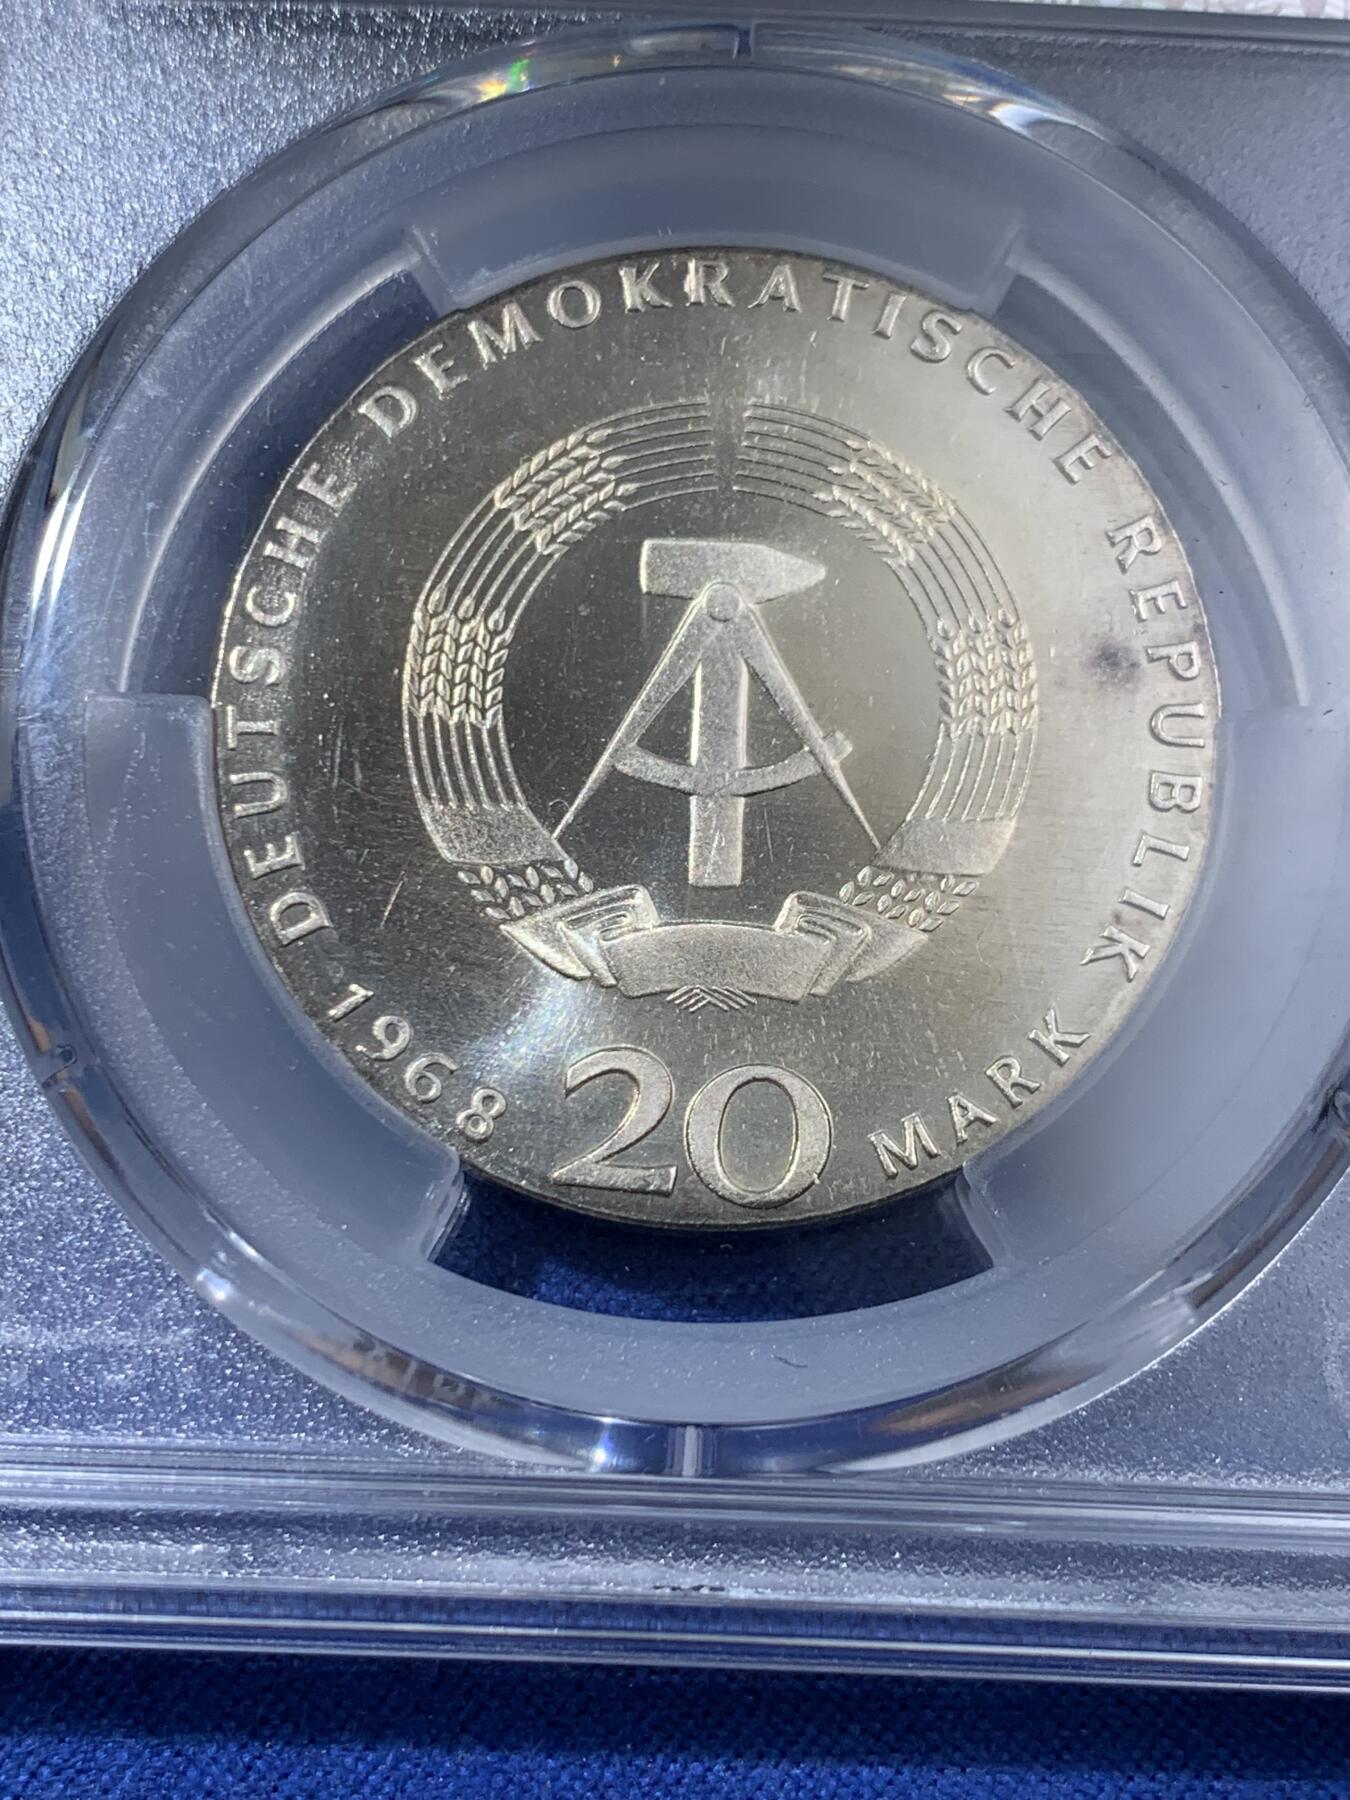 DEUTSCHE DEMOKRATISCHE REPUBLIK
1968 20 MARK